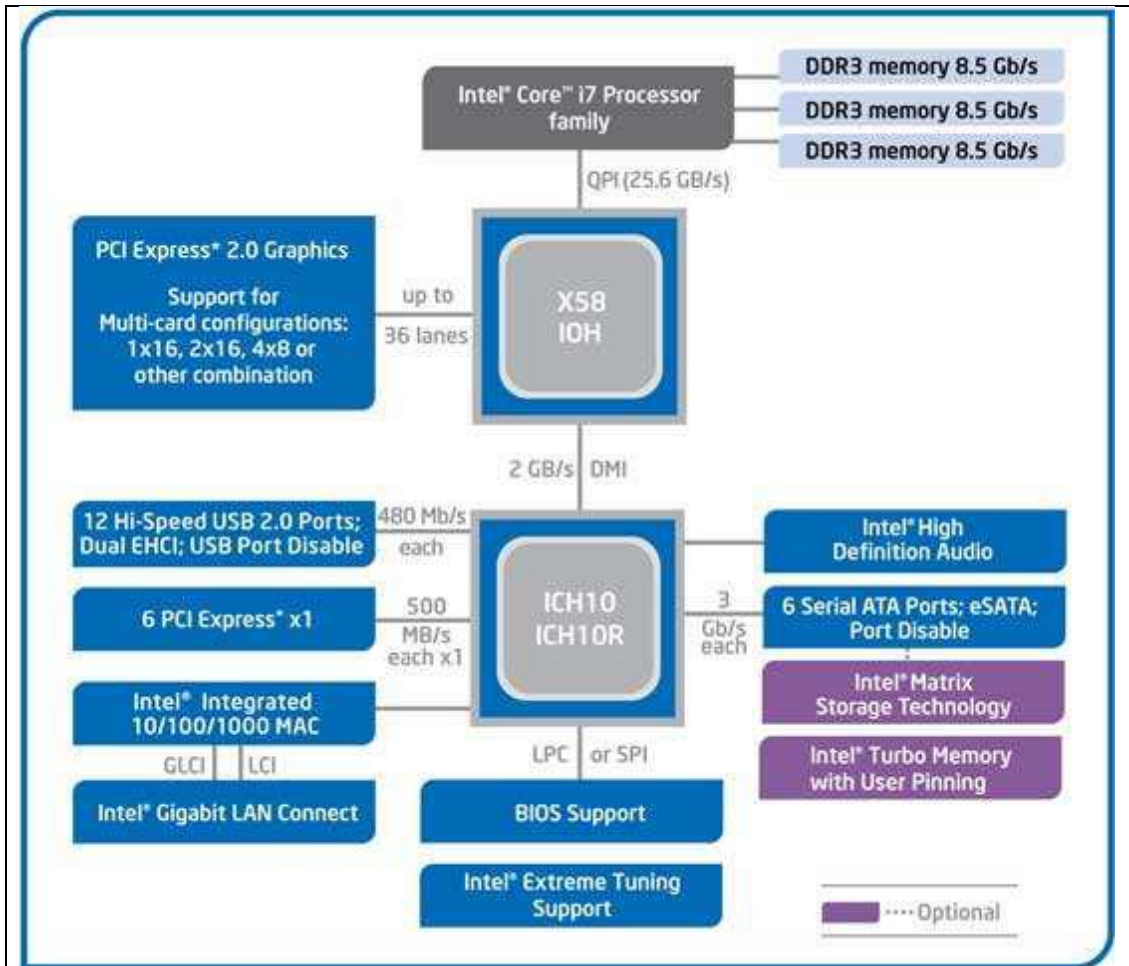 Intel® Core™ i7 Processor
family
DDR3 memory 8.5 Gb/s
DDR3 memory 8.5 Gb/s
DDR3 memory 8.5 Gb/s
QPI (25.6 GB/s)
PCI Express* 2.0 Graphics
Support for
Multi-card configurations:
1x16, 2x16, 4x8 or
other combination
up to
36 lanes
X58
IOH
2 GB/s DMI
12 Hi-Speed USB 2.0 Ports;
Dual EHCI; USB Port Disable
480 Mb/s
each
6 PCI Express* x1
500
MB/s
each x1
Intel® Integrated
10/100/1000 MAC
GLCI LCI
Intel® Gigabit LAN Connect
ICH10
ICH10R
Intel® High
Definition Audio
3
Gb/s
each
6 Serial ATA Ports; eSATA;
Port Disable
Intel® Matrix
Storage Technology
Intel® Turbo Memory
with User Pinning
LPC or SPI
BIOS Support
Intel® Extreme Tuning
Support
Optional